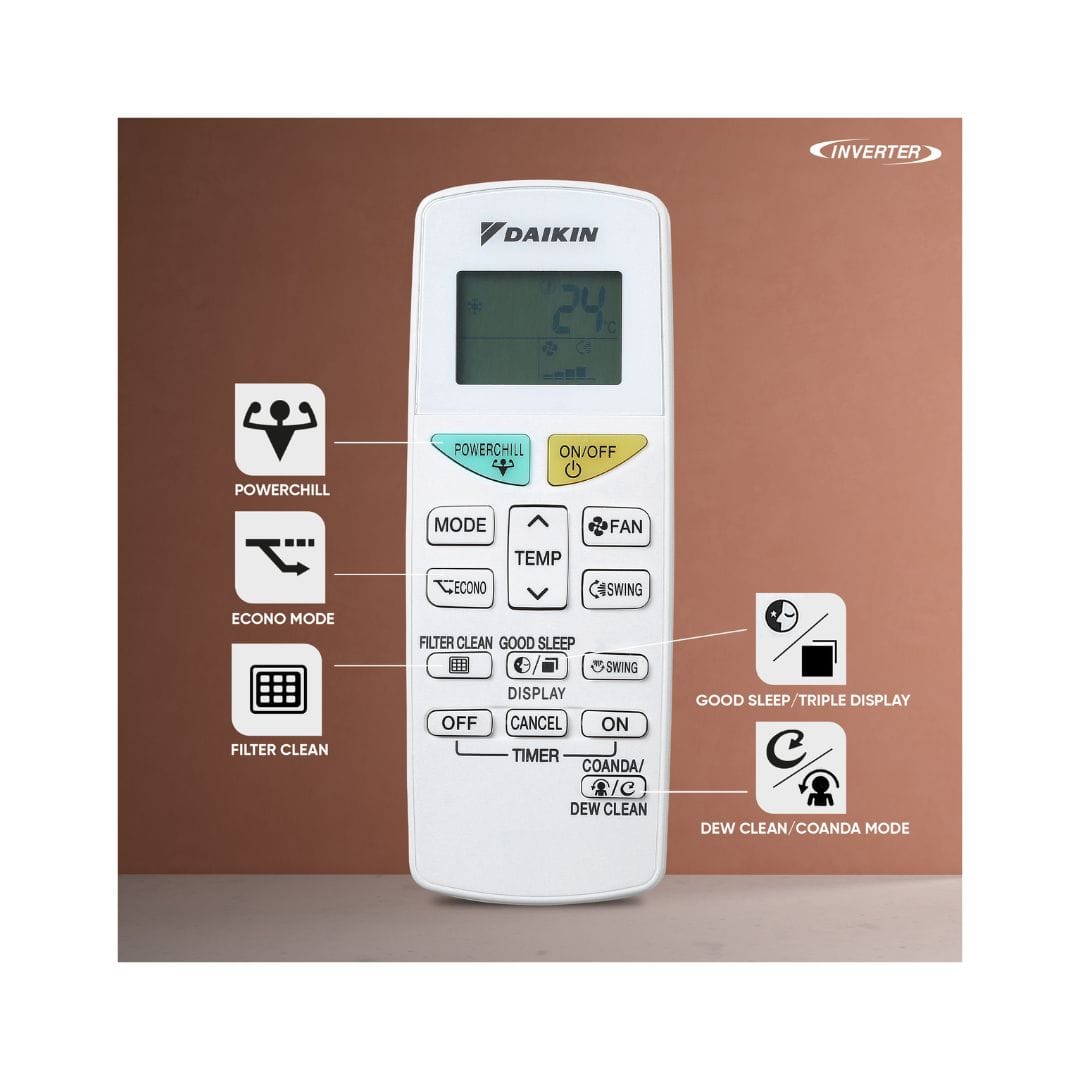 INVERTER
DAIKIN
24°C
POWERCHILL
ON/OFF
MODE
TEMP
FAN
ECONO
SWING
FILTER CLEAN
GOOD SLEEP
SWING
DISPLAY
OFF
CANCEL
ON
TIMER
COANDA/
DEW CLEAN
POWERCHILL
ECONO MODE
FILTER CLEAN
GOOD SLEEP/TRIPLE DISPLAY
DEW CLEAN/COANDA MODE